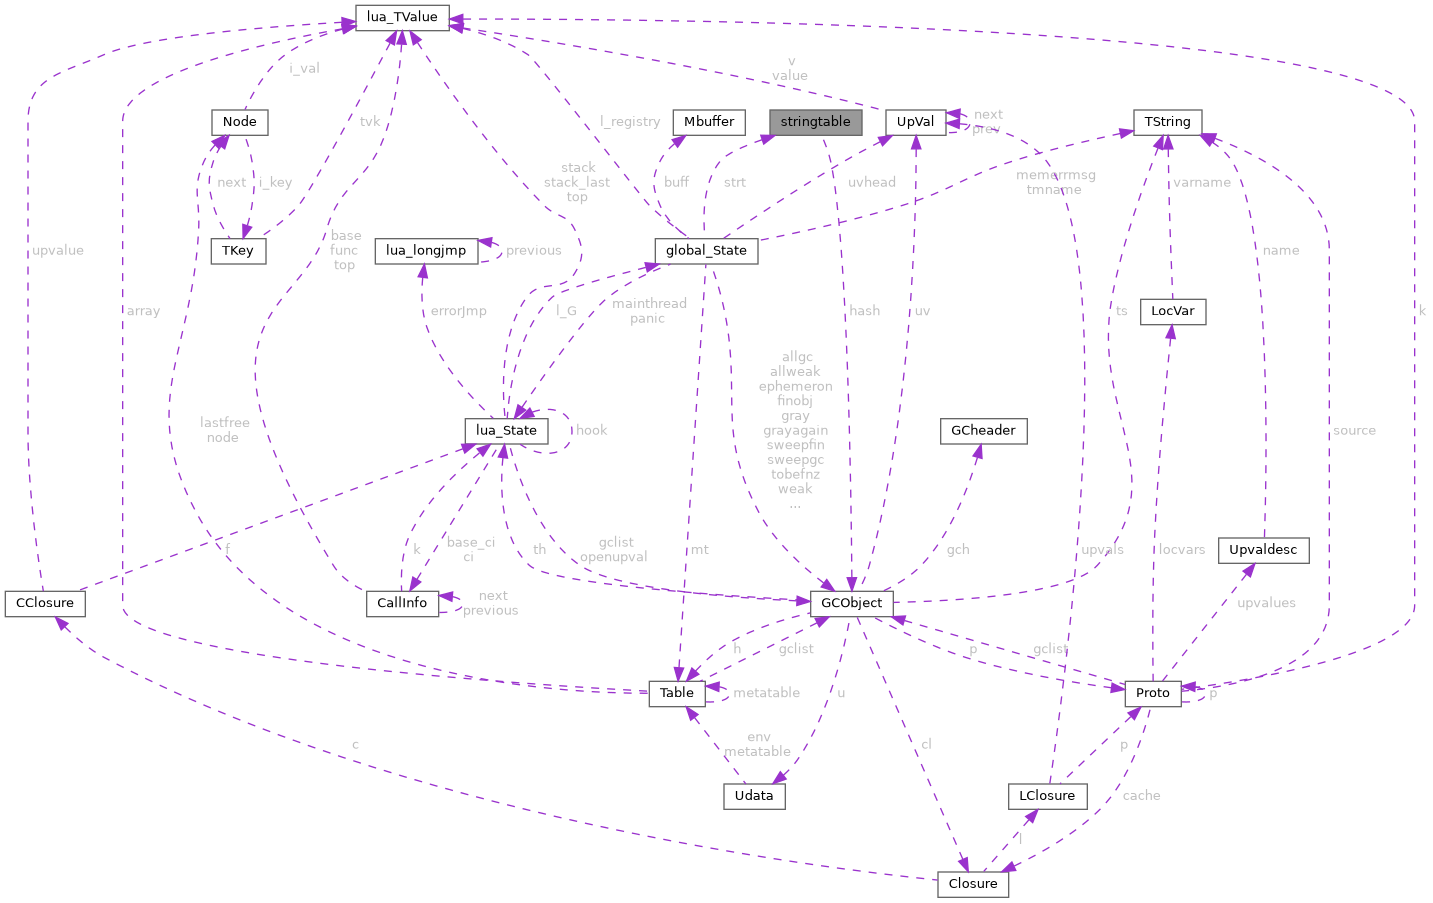 lua_TValue
v
value
i_val
Node
tvk
l_registry
Mbuffer
stringtable
UpVal
next
prev
TString
stack
stack_last
top
next
i_key
buff
strt
uvhead
memerrmsg
tmname
varname
upvalue
TKey
base
func
top
lua_longjmp
previous
global_State
name
array
errorJmp
l_G
mainthread
panic
hash
uv
ts
LocVar
k
allgc
allweak
ephemeron
finobj
gray
grayagain
sweepfin
sweepgc
tobefnz
weak
...
lastfree
node
lua_State
hook
GCheader
source
f
k
base_ci
ci
th
gclist
openupval
mt
gch
upvals
locvars
Upvaldesc
CClosure
CallInfo
next
previous
GCObject
upvalues
h
gclist
p
gclist
Table
metatable
u
Proto
p
c
env
metatable
cl
p
Udata
LClosure
cache
l
Closure